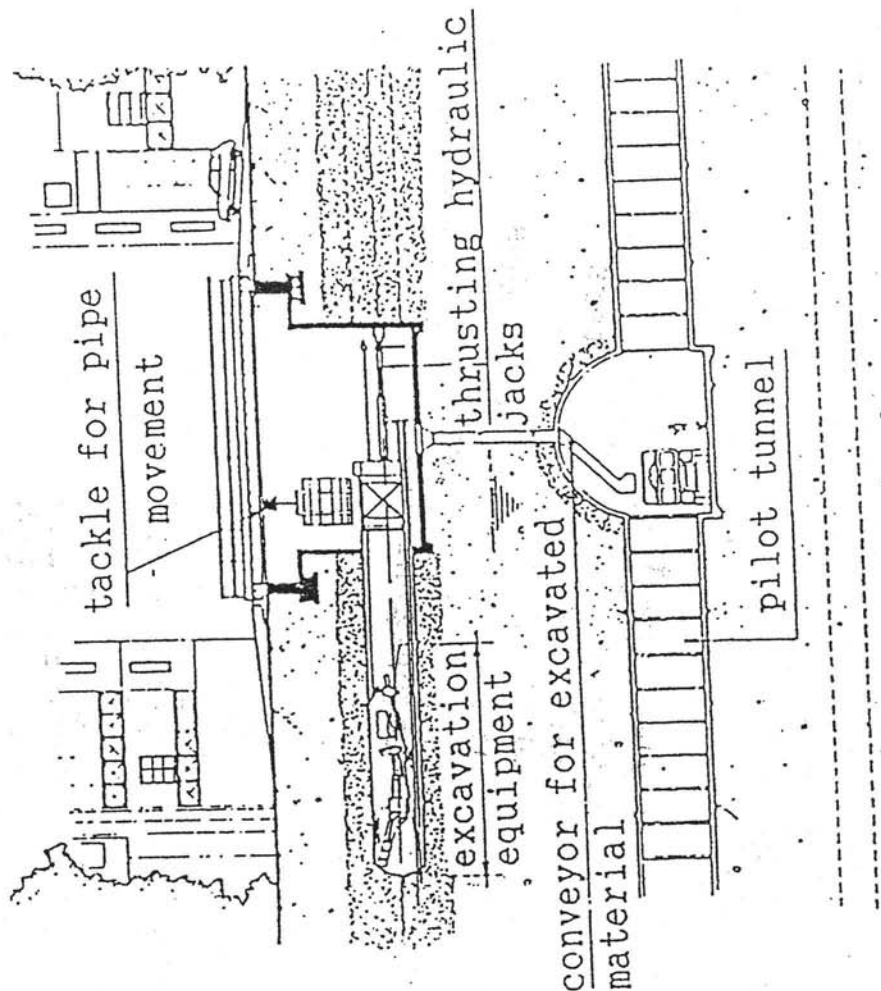 tackle for pipe
movement
thrusting hydraulic
jacks
excavation
equipment
conveyor for excavated
material
pilot tunnel